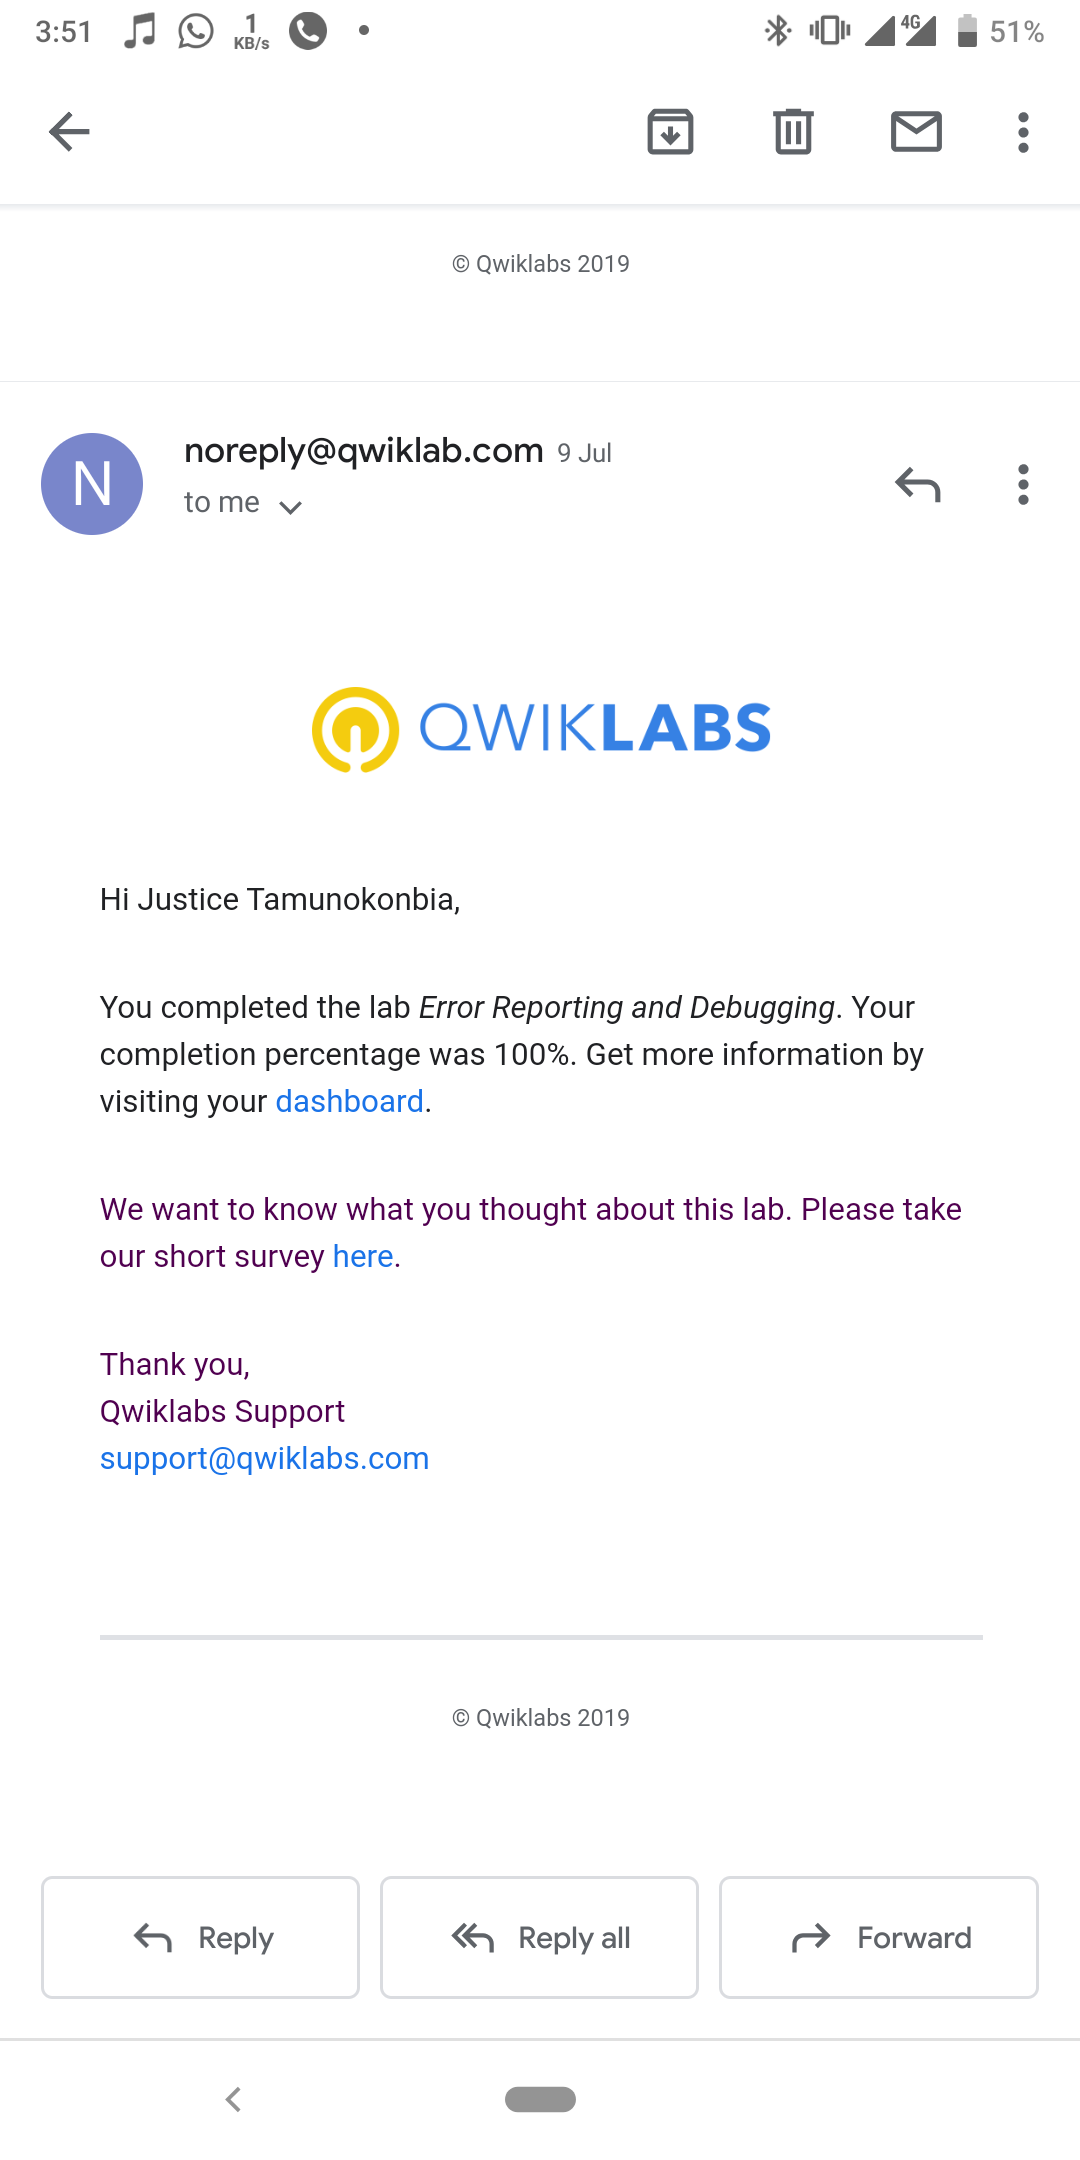 3:51
1
KB/s
4G
51%
© Qwiklabs 2019
N
noreply@qwiklab.com 9 Jul
to me
QWIKLABS
Hi Justice Tamunokonbia,
You completed the lab Error Reporting and Debugging. Your
completion percentage was 100%. Get more information by
visiting your dashboard.
We want to know what you thought about this lab. Please take
our short survey here.
Thank you,
Qwiklabs Support
support@qwiklabs.com
© Qwiklabs 2019
Reply
Reply all
Forward